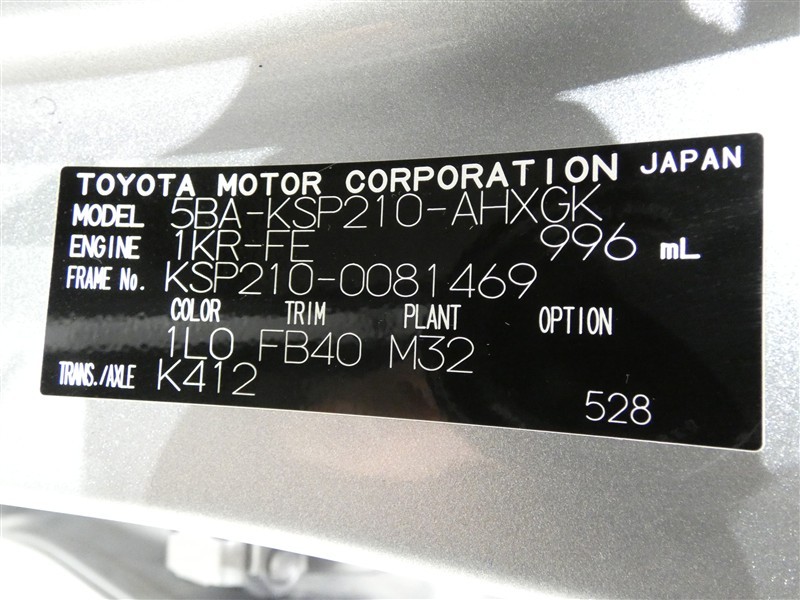 TOYOTA MOTOR CORPORATION JAPAN
MODEL 5BA-KSP210-AHXGK
ENGINE 1KR-FE 996 mL
FRAME No. KSP210-0081469
COLOR TRIM PLANT OPTION
1L0 FB40 M32
TRANS./AXLE K412
528